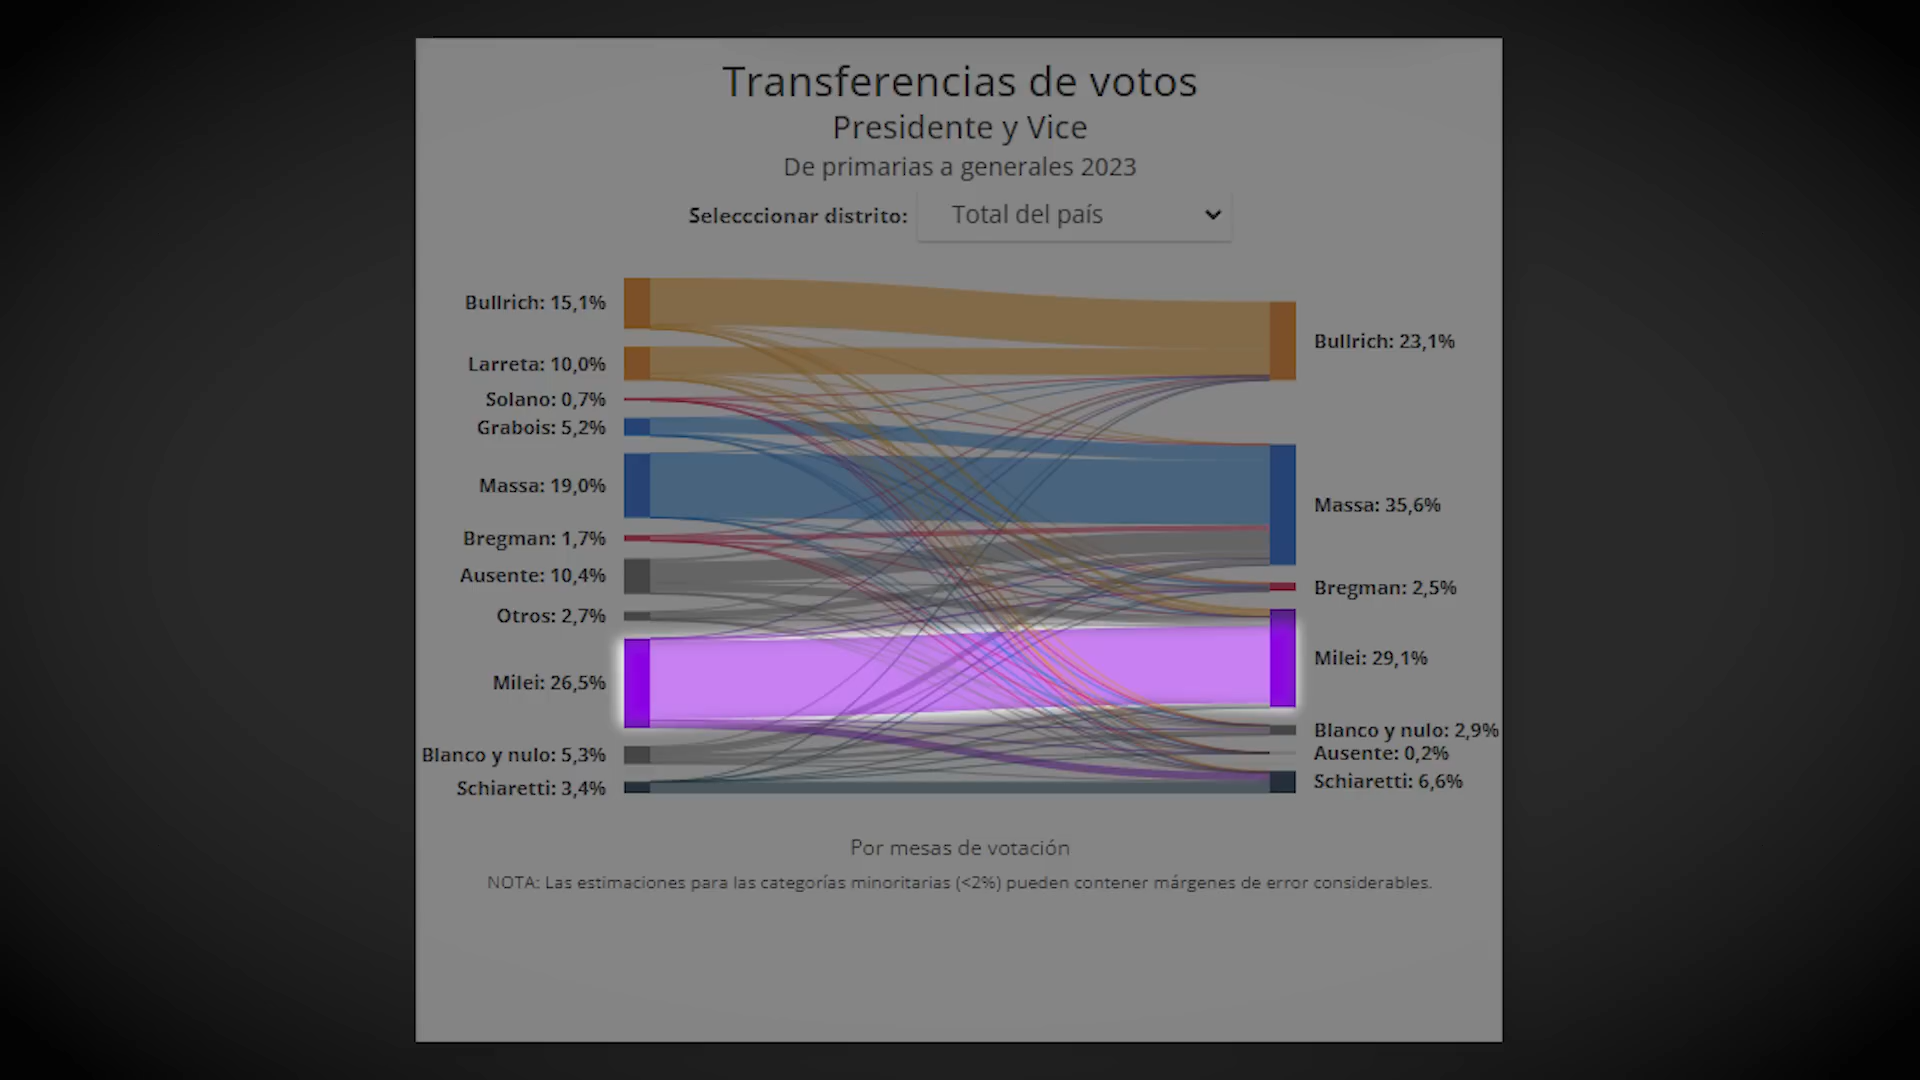 Transferencias de votos
Presidente y Vice
De primarias a generales 2023
Selecccionar distrito: Total del país
Bullrich: 15,1%
Larreta: 10,0%
Solano: 0,7%
Grabois: 5,2%
Massa: 19,0%
Bregman: 1,7%
Ausente: 10,4%
Otros: 2,7%
Milei: 26,5%
Blanco y nulo: 5,3%
Schiaretti: 3,4%
Bullrich: 23,1%
Massa: 35,6%
Bregman: 2,5%
Milei: 29,1%
Blanco y nulo: 2,9%
Ausente: 0,2%
Schiaretti: 6,6%
Por mesas de votación
NOTA: Las estimaciones para las categorías minoritarias (<2%) pueden contener márgenes de error considerables.